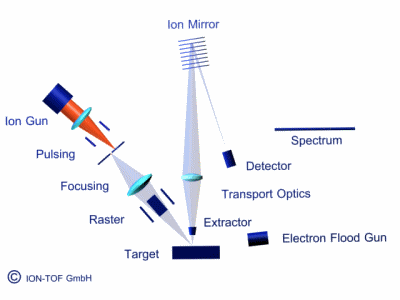 Ion Mirror
Ion Gun
Pulsing
Spectrum
Detector
Focusing
Transport Optics
Raster
Extractor
Electron Flood Gun
Target
© ION-TOF GmbH